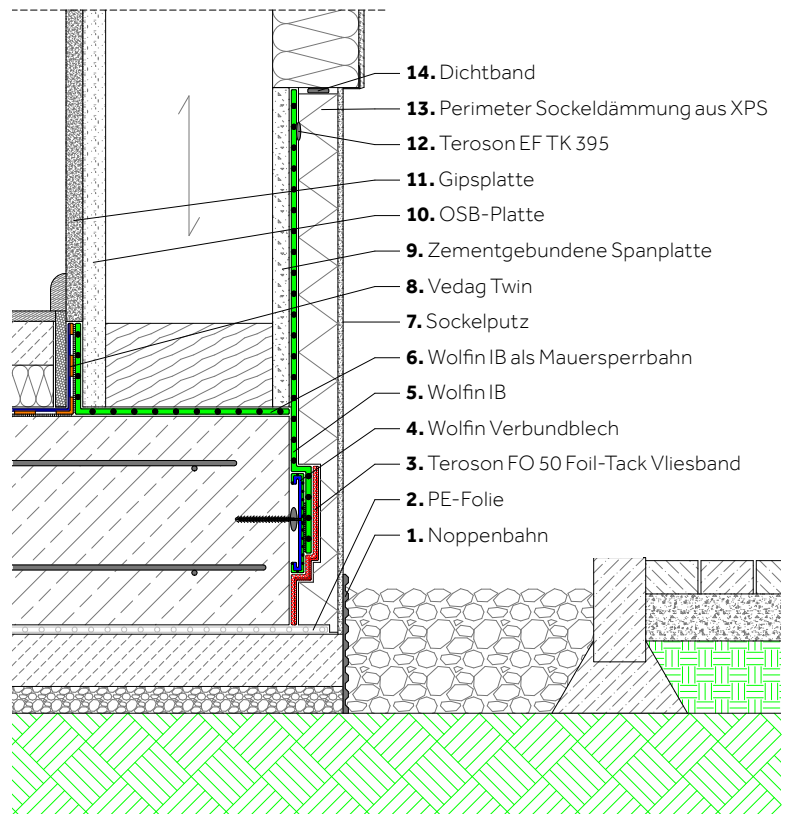 14. Dichtband
13. Perimeter Sockeldämmung aus XPS
12. Teroson EF TK 395
11. Gipsplatte
10. OSB-Platte
9. Zementgebundene Spanplatte
8. Vedag Twin
7. Sockelputz
6. Wolfin IB als Mauersperrbahn
5. Wolfin IB
4. Wolfin Verbundblech
3. Teroson FO 50 Foil-Tack Vliesband
2. PE-Folie
1. Noppenbahn